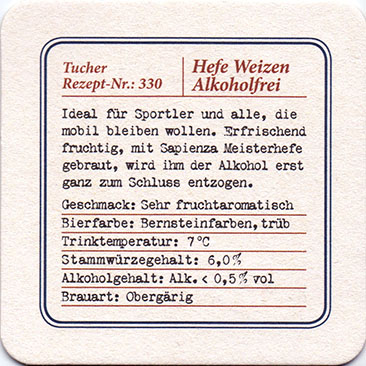 Tucher
Rezept-Nr.: 330
Hefe Weizen
Alkoholfrei
Ideal für Sportler und alle, die
mobil bleiben wollen. Erfrischend
fruchtig, mit Sapienza Meisterhefe
gebraut, wird ihm der Alkohol erst
ganz zum Schluss entzogen.
Geschmack: Sehr fruchtaromatisch
Bierfarbe: Bernsteinfarben, trüb
Trinktemperatur: 7°C
Stammwürzegehalt: 6,0%
Alkoholgehalt: Alk. < 0,5% vol
Brauart: Obergärig